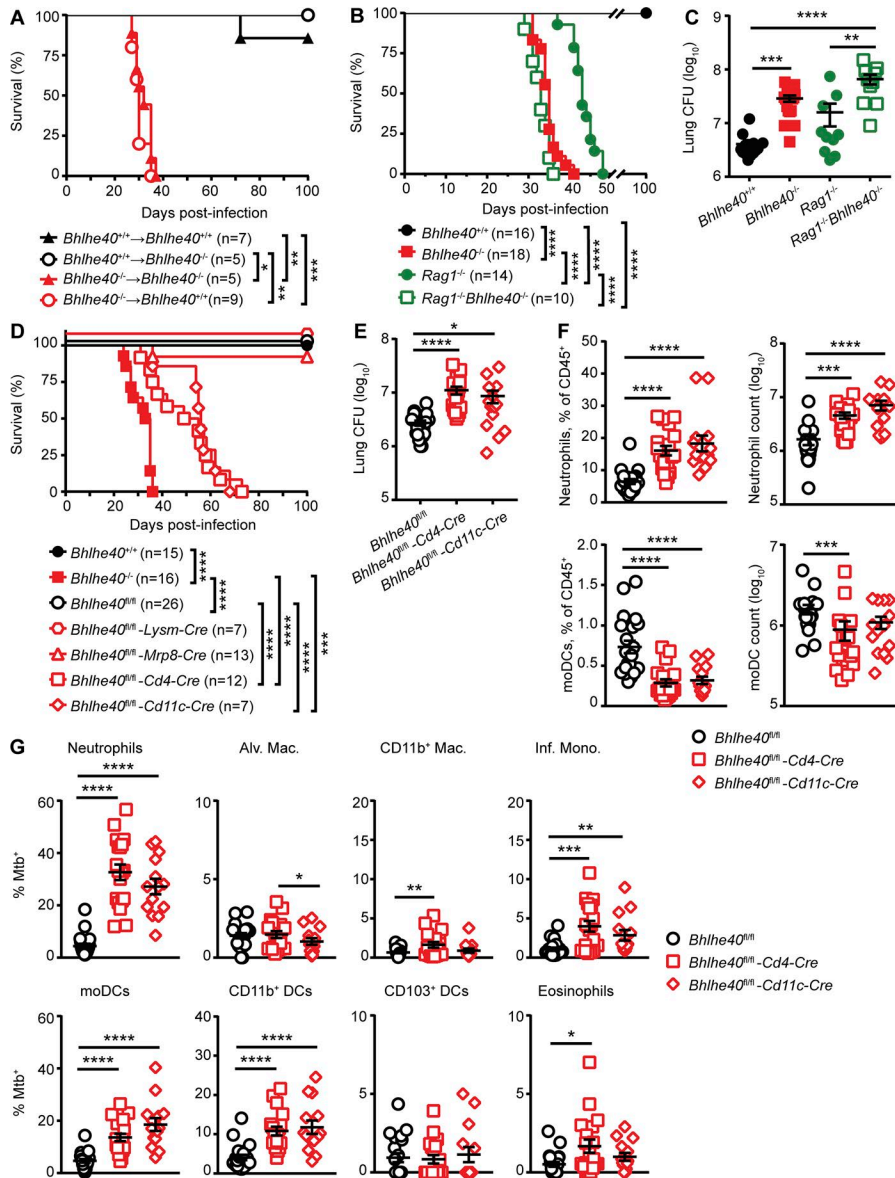 A
Survival (%)
100
75
50
25
0
0 20 40 60 80 100
Days post-infection
Bhlhe40+/+→Bhlhe40+/+ (n=7)
Bhlhe40+/+→Bhlhe40-/- (n=5)
Bhlhe40-/-→Bhlhe40-/- (n=5)
Bhlhe40-/-→Bhlhe40+/+ (n=9)
*
**
**
***
B
Survival (%)
100
75
50
25
0
0 10 20 30 40 50 100
Days post-infection
Bhlhe40+/+ (n=16)
Bhlhe40-/- (n=18)
Rag1-/- (n=14)
Rag1-/-Bhlhe40-/- (n=10)
****
****
****
****
****
C
Lung CFU (log10)
9
8
7
6
****
***
**
Bhlhe40+/+
Bhlhe40-/-
Rag1-/-
Rag1-/-Bhlhe40-/-
D
Survival (%)
100
75
50
25
0
0 20 40 60 80 100
Days post-infection
Bhlhe40+/+ (n=15)
Bhlhe40-/- (n=16)
Bhlhe40fl/fl (n=26)
Bhlhe40fl/fl-Lysm-Cre (n=7)
Bhlhe40fl/fl-Mrp8-Cre (n=13)
Bhlhe40fl/fl-Cd4-Cre (n=12)
Bhlhe40fl/fl-Cd11c-Cre (n=7)
****
****
****
****
****
***
E
Lung CFU (log10)
9
8
7
6
5
*
****
Bhlhe40fl/fl
Bhlhe40fl/fl-Cd4-Cre
Bhlhe40fl/fl-Cd11c-Cre
F
Neutrophils, % of CD45+
50
40
30
20
10
0
****
****
Neutrophil count (log10)
8
7
6
5
****
***
moDCs, % of CD45+
2.0
1.5
1.0
0.5
0.0
****
****
moDC count (log10)
7
6
5
***
Bhlhe40fl/fl
Bhlhe40fl/fl-Cd4-Cre
Bhlhe40fl/fl-Cd11c-Cre
G
Neutrophils
% Mtb+
60
40
20
0
****
****
Alv. Mac.
10
5
0
*
CD11b+ Mac.
20
15
10
5
0
**
Inf. Mono.
20
15
10
5
0
**
***
Bhlhe40fl/fl
Bhlhe40fl/fl-Cd4-Cre
Bhlhe40fl/fl-Cd11c-Cre
moDCs
% Mtb+
60
40
20
0
****
****
CD11b+ DCs
40
30
20
10
0
****
****
CD103+ DCs
10
5
0
Eosinophils
10
5
0
*